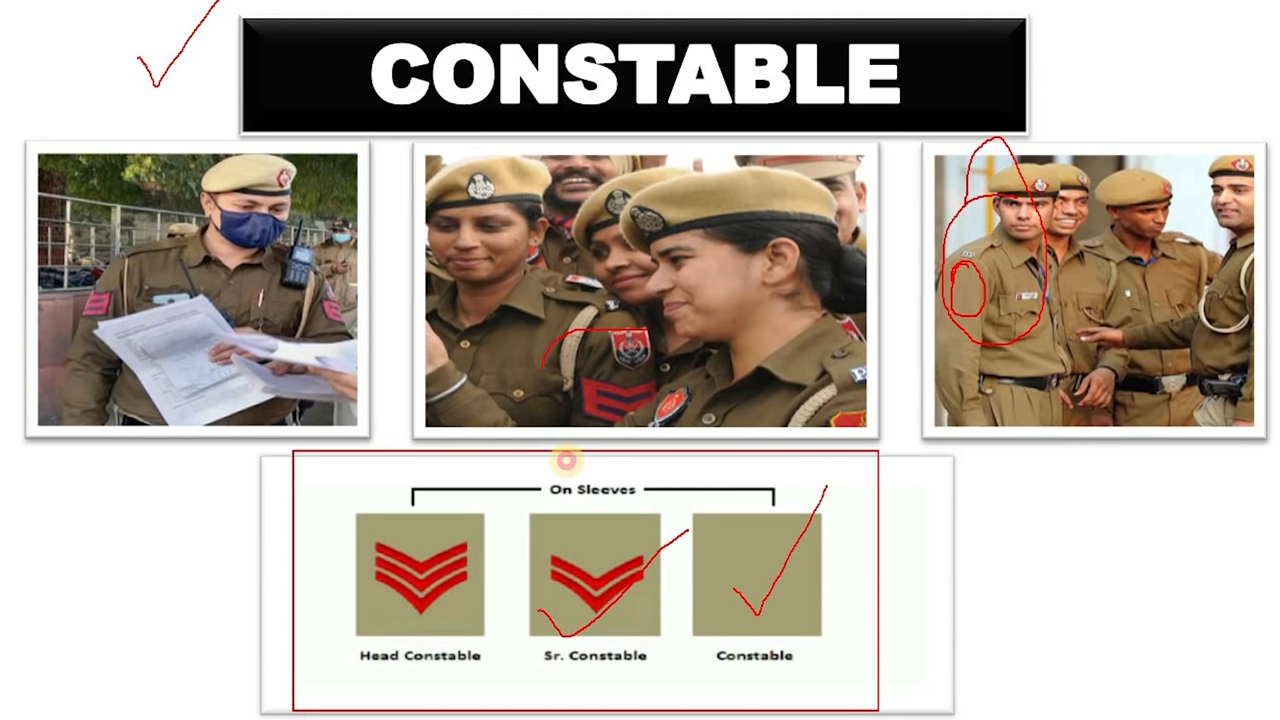 CONSTABLE
On Sleeves
Head Constable
Sr. Constable
Constable